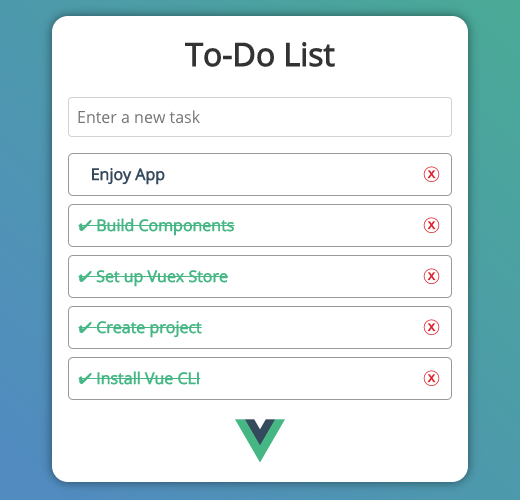 To-Do List
Enter a new task
Enjoy App ⓧ
✔ Build Components ⓧ
✔ Set up Vuex Store ⓧ
✔ Create project ⓧ
✔ Install Vue CLI ⓧ